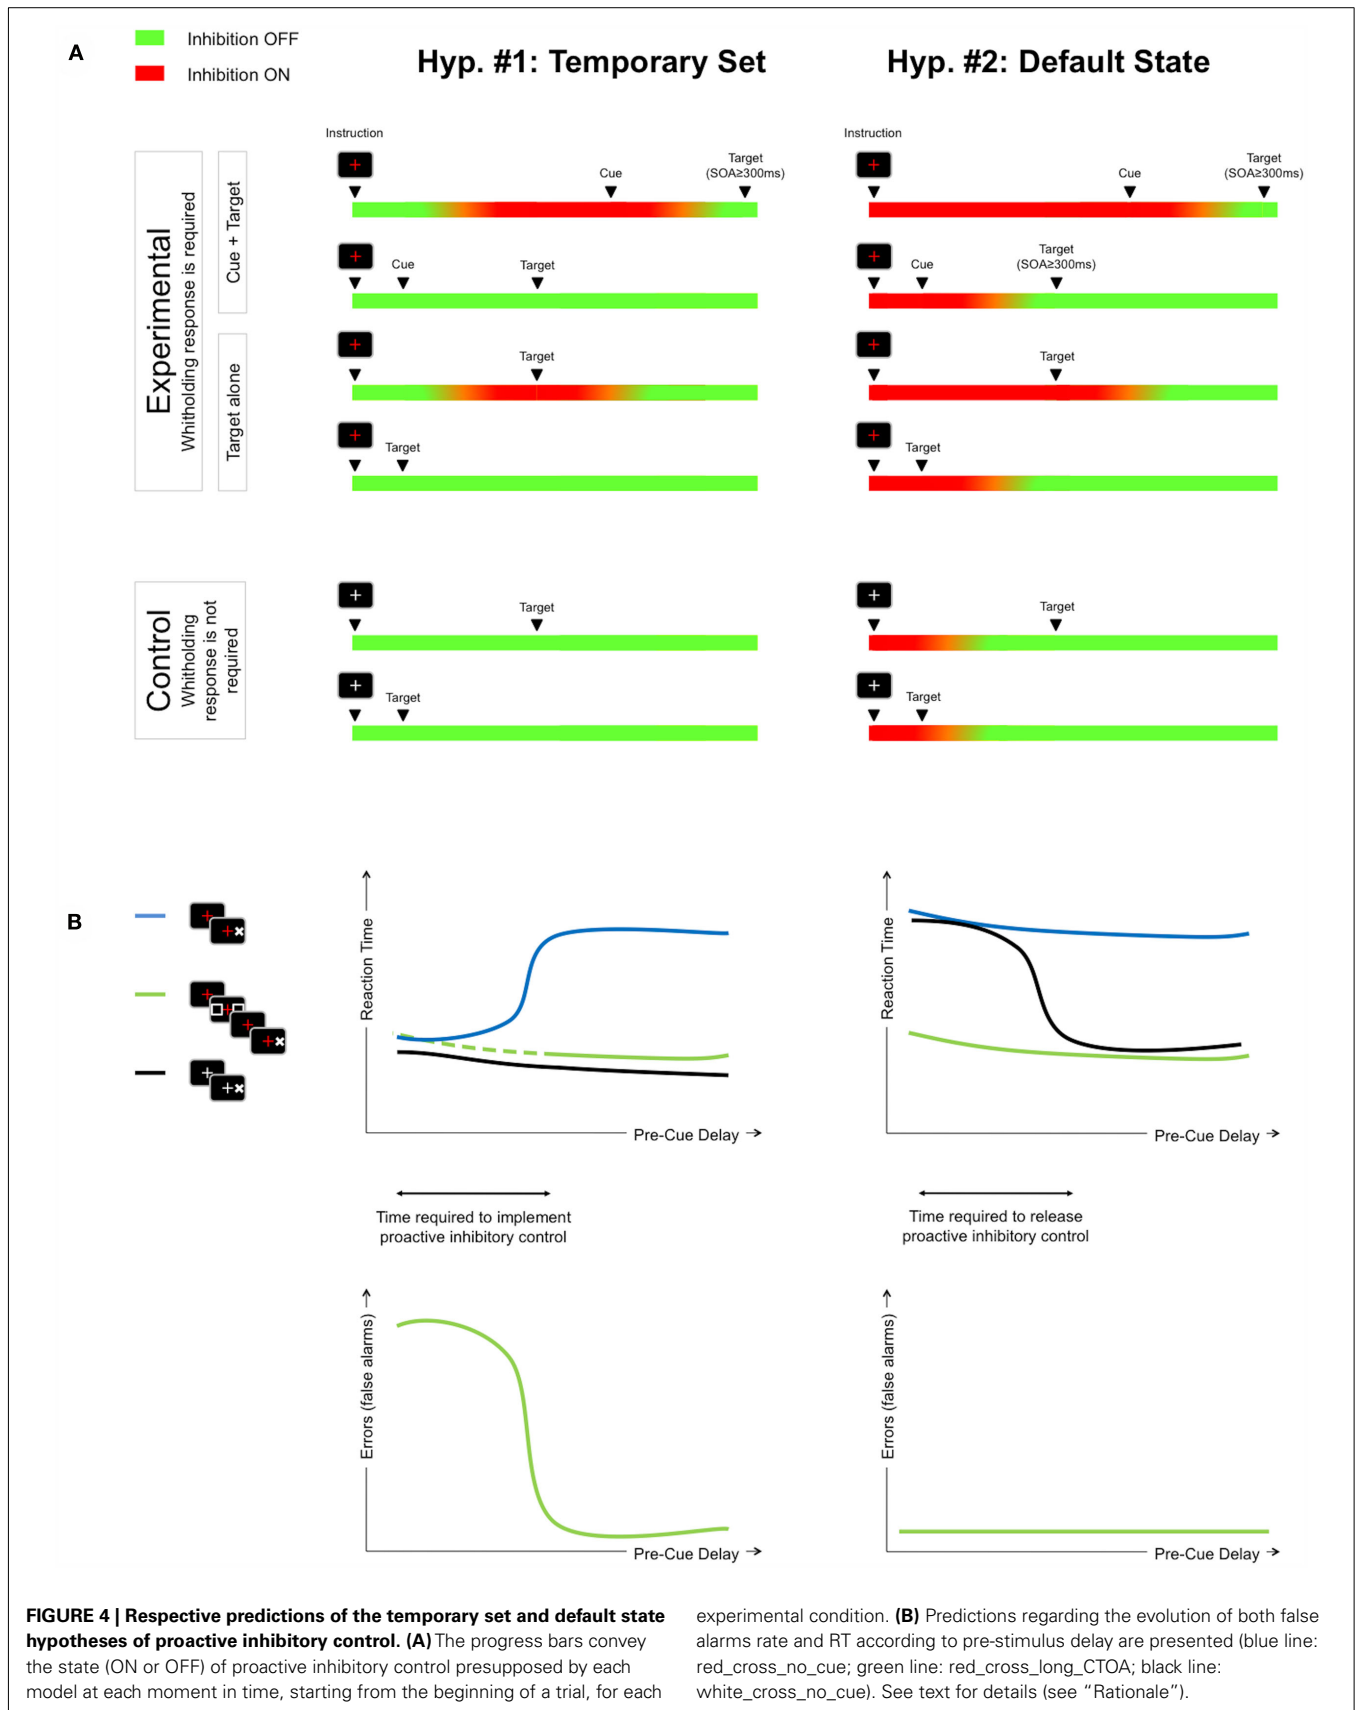 A
Inhibition OFF
Inhibition ON
Hyp. #1: Temporary Set
Hyp. #2: Default State
Experimental
Whitholding response is required
Cue + Target
Target alone
Instruction
Cue
Target
(SOA≥300ms)
Instruction
Cue
Target
(SOA≥300ms)
Cue
Target
Cue
Target
(SOA≥300ms)
Target
Target
Target
Target
Control
Whitholding
response is not
required
Target
Target
Target
Target
B
Reaction Time
Pre-Cue Delay
Reaction Time
Pre-Cue Delay
Time required to implement
proactive inhibitory control
Time required to release
proactive inhibitory control
Errors (false alarms)
Pre-Cue Delay
Errors (false alarms)
Pre-Cue Delay
FIGURE 4 | Respective predictions of the temporary set and default state
hypotheses of proactive inhibitory control. (A) The progress bars convey
the state (ON or OFF) of proactive inhibitory control presupposed by each
model at each moment in time, starting from the beginning of a trial, for each
experimental condition. (B) Predictions regarding the evolution of both false
alarms rate and RT according to pre-stimulus delay are presented (blue line:
red_cross_no_cue; green line: red_cross_long_CTOA; black line:
white_cross_no_cue). See text for details (see “Rationale”).